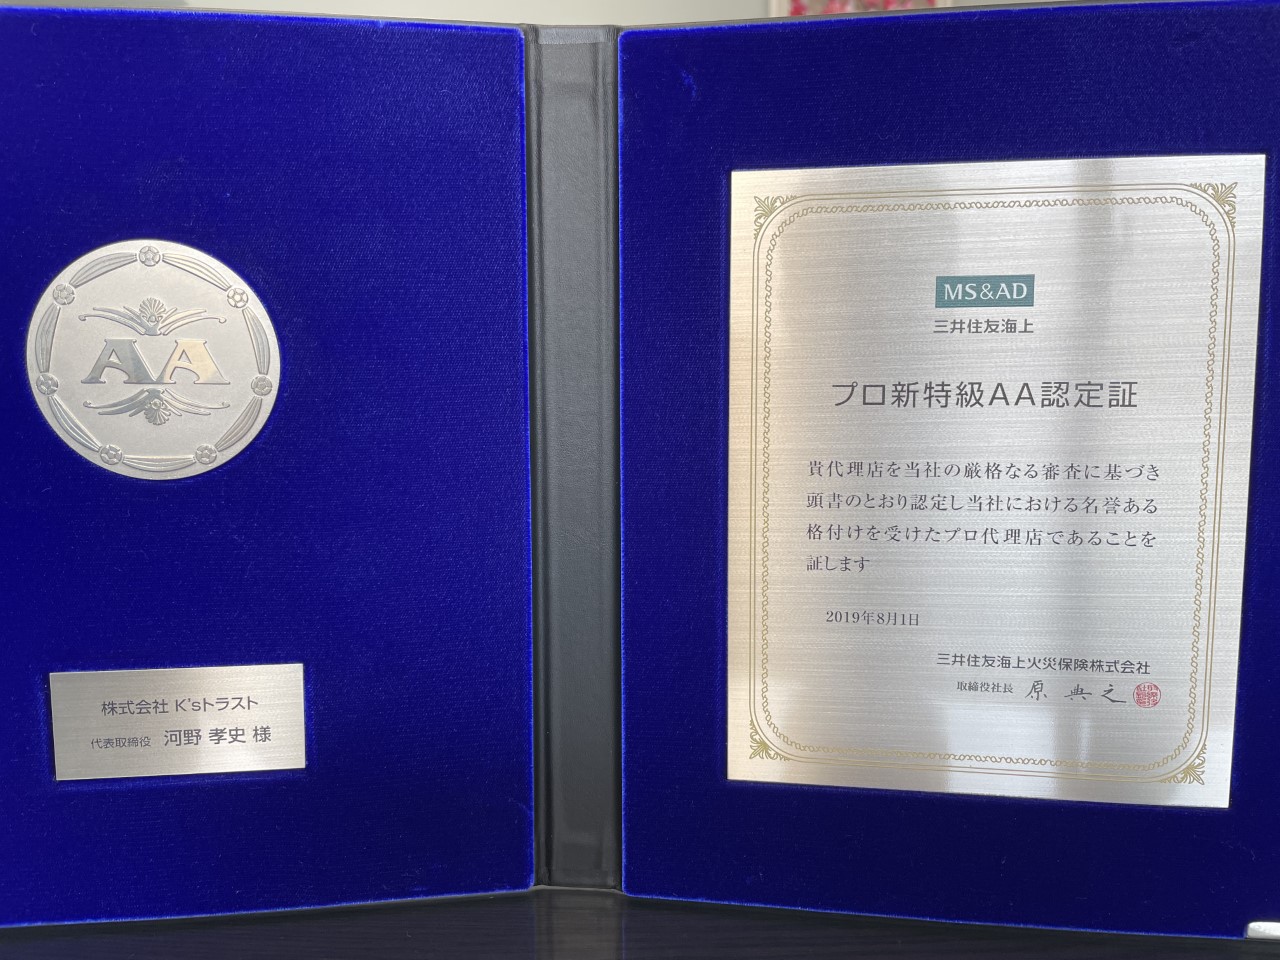 AA
株式会社 K'sトラスト
代表取締役 河野 孝史 様
MS&AD
三井住友海上
プロ新特級AA認定証
貴代理店を当社の厳格なる審査に基づき
頭書のとおり認定し当社における名誉ある
格付けを受けたプロ代理店であることを
証します
2019年8月1日
三井住友海上火災保険株式会社
取締役社長 原 典之